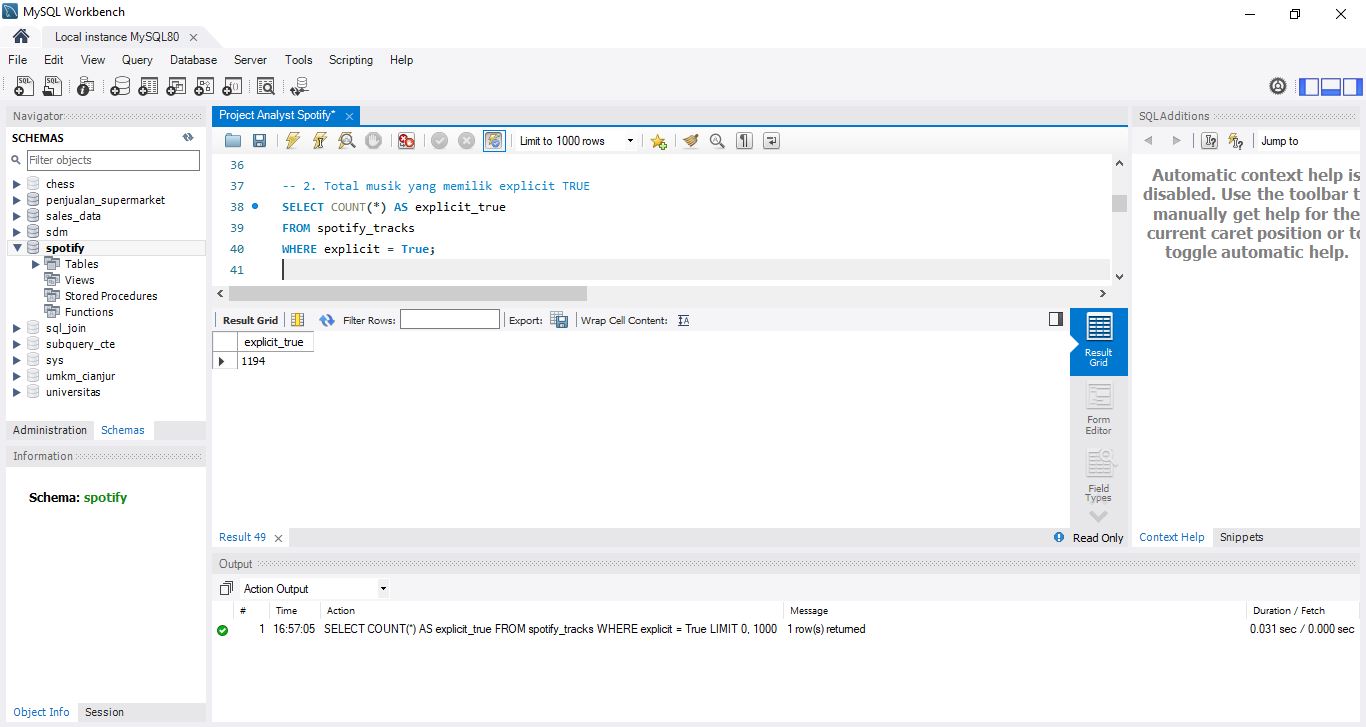 MySQL Workbench
Local instance MySQL80
File Edit View Query Database Server Tools Scripting Help
Navigator
SCHEMAS
Filter objects
chess
penjualan_supermarket
sales_data
sdm
spotify
Tables
Views
Stored Procedures
Functions
sql_join
subquery_cte
sys
umkm_cianjur
universitas
Administration Schemas
Information
Schema: spotify
Object Info Session
Project Analyst Spotify*
Limit to 1000 rows
36
37 -- 2. Total musik yang memilik explicit TRUE
38 SELECT COUNT(*) AS explicit_true
39 FROM spotify_tracks
40 WHERE explicit = True;
41
Result Grid Filter Rows: Export: Wrap Cell Content:
explicit_true
1194
Result
Grid
Form
Editor
Field
Types
Result 49
Read Only
SQLAdditions
Jump to
Automatic context help is
disabled. Use the toolbar t
manually get help for the
current caret position or to
toggle automatic help.
Context Help Snippets
Output
Action Output
# Time Action Message Duration / Fetch
1 16:57:05 SELECT COUNT(*) AS explicit_true FROM spotify_tracks WHERE explicit = True LIMIT 0, 1000 1 row(s) returned 0.031 sec / 0.000 sec